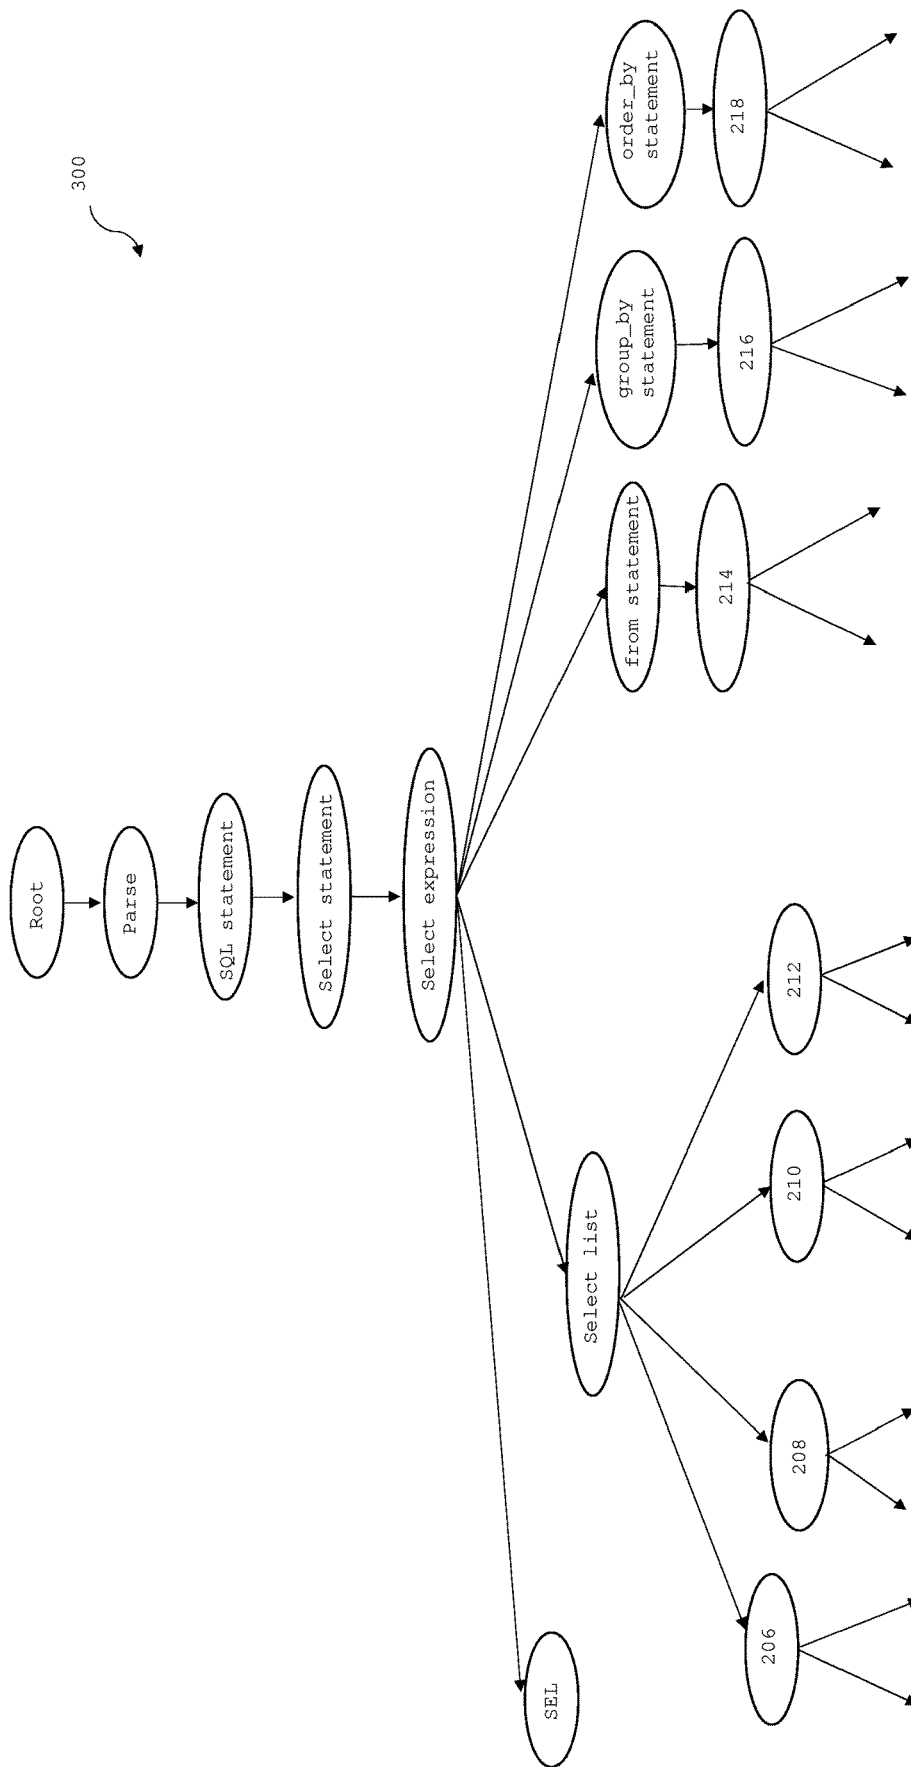 300
Root
Parse
SQL statement
Select statement
Select expression
SEL
Select list
from statement
group_by
statement
order_by
statement
206
208
210
212
214
216
218